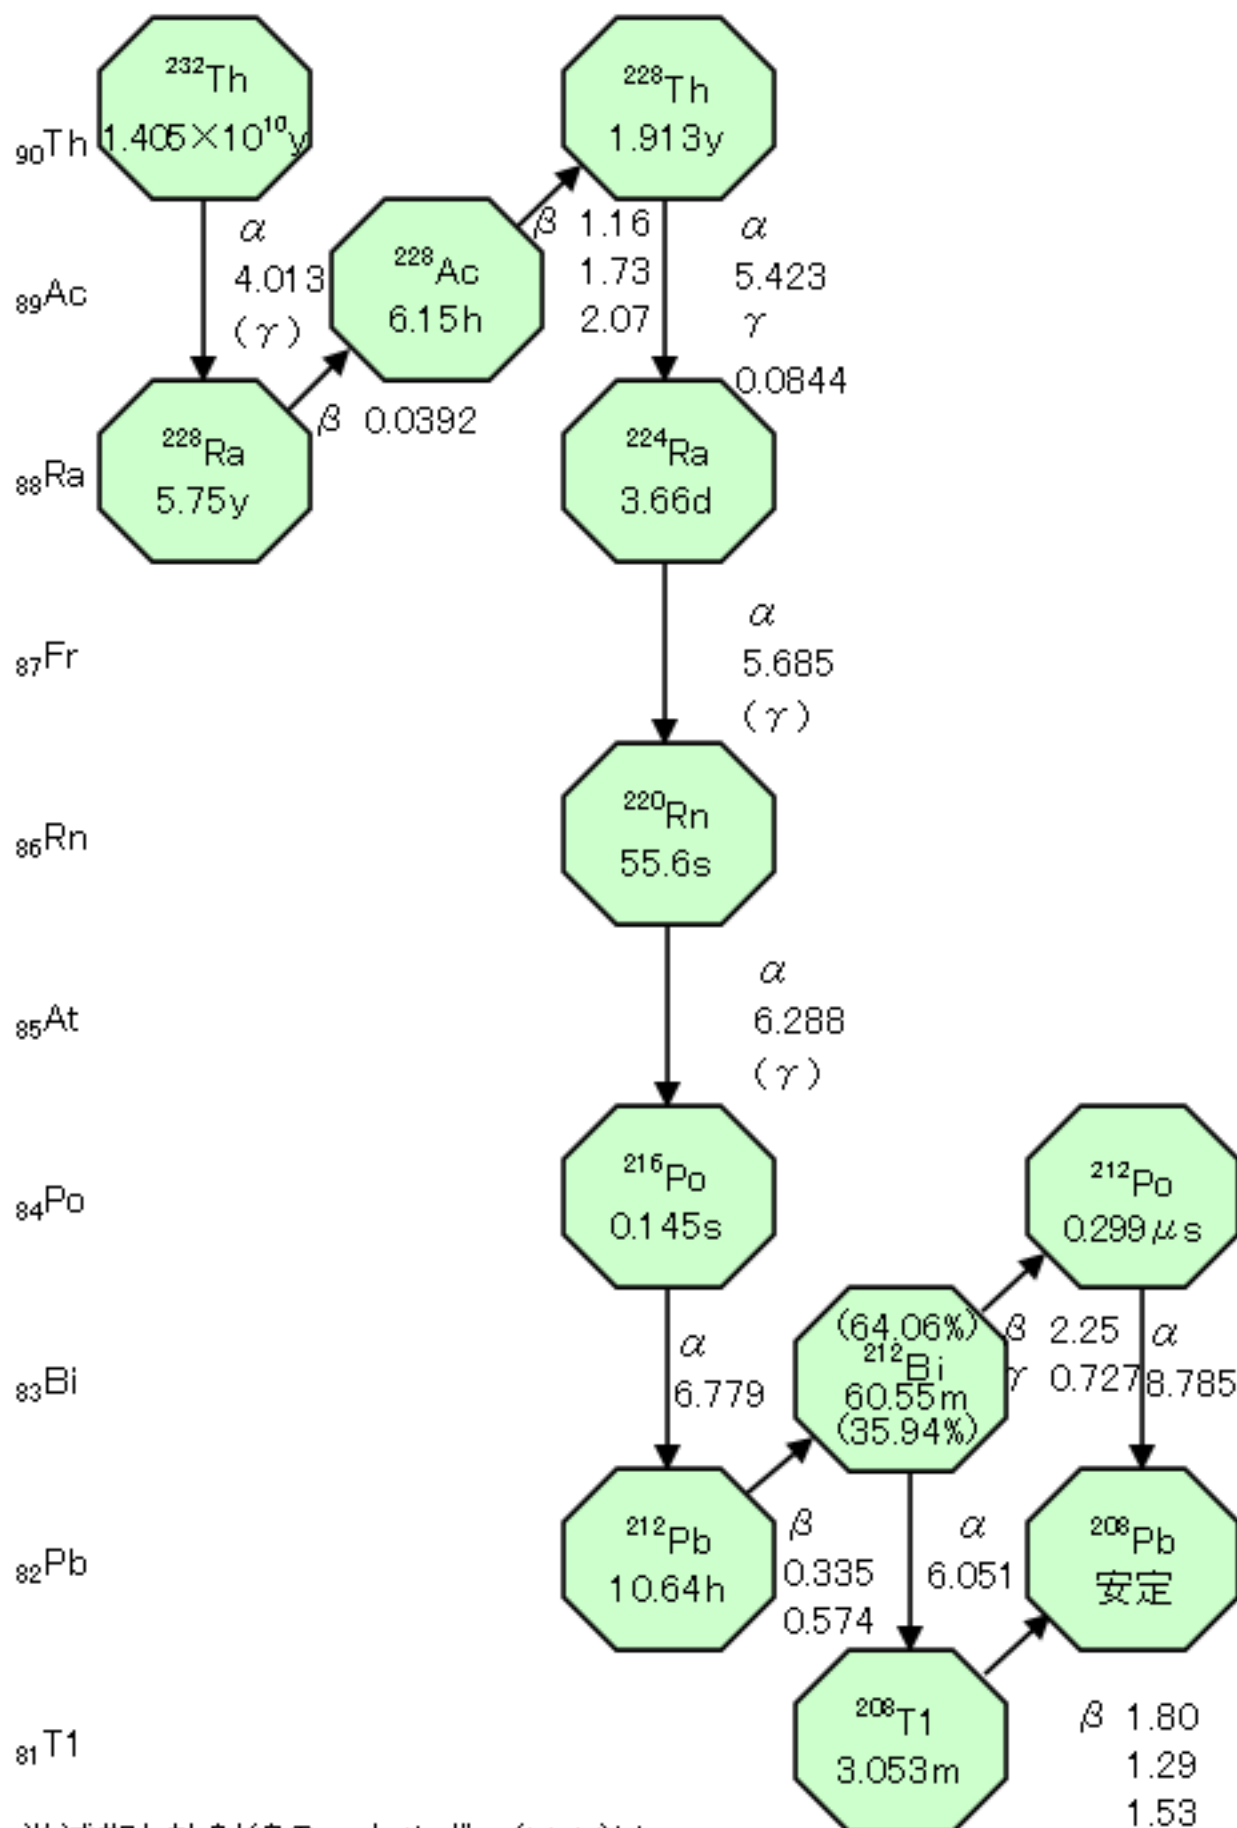 ²³²Th
1.405×10¹⁰y
²²⁸Th
1.913y
₉₀Th
α
4.013
(γ)
²²⁸Ac
6.15h
β 1.16
1.73
2.07
α
5.423
γ
0.0844
₈₉Ac
²²⁸Ra
5.75y
β 0.0392
²²⁴Ra
3.66d
₈₈Ra
α
5.685
(γ)
₈₇Fr
²²⁰Rn
55.6s
₈₆Rn
α
6.288
(γ)
₈₅At
²¹⁶Po
0.145s
²¹²Po
0.299μs
₈₄Po
α
6.779
(64.06%)
²¹²Bi
60.55m
(35.94%)
β 2.25
γ 0.727
α
8.785
₈₃Bi
²¹²Pb
10.64h
β
0.335
0.574
α
6.051
²⁰⁸Pb
安定
₈₂Pb
²⁰⁸T1
3.053m
β 1.80
1.29
1.53
₈₁T1